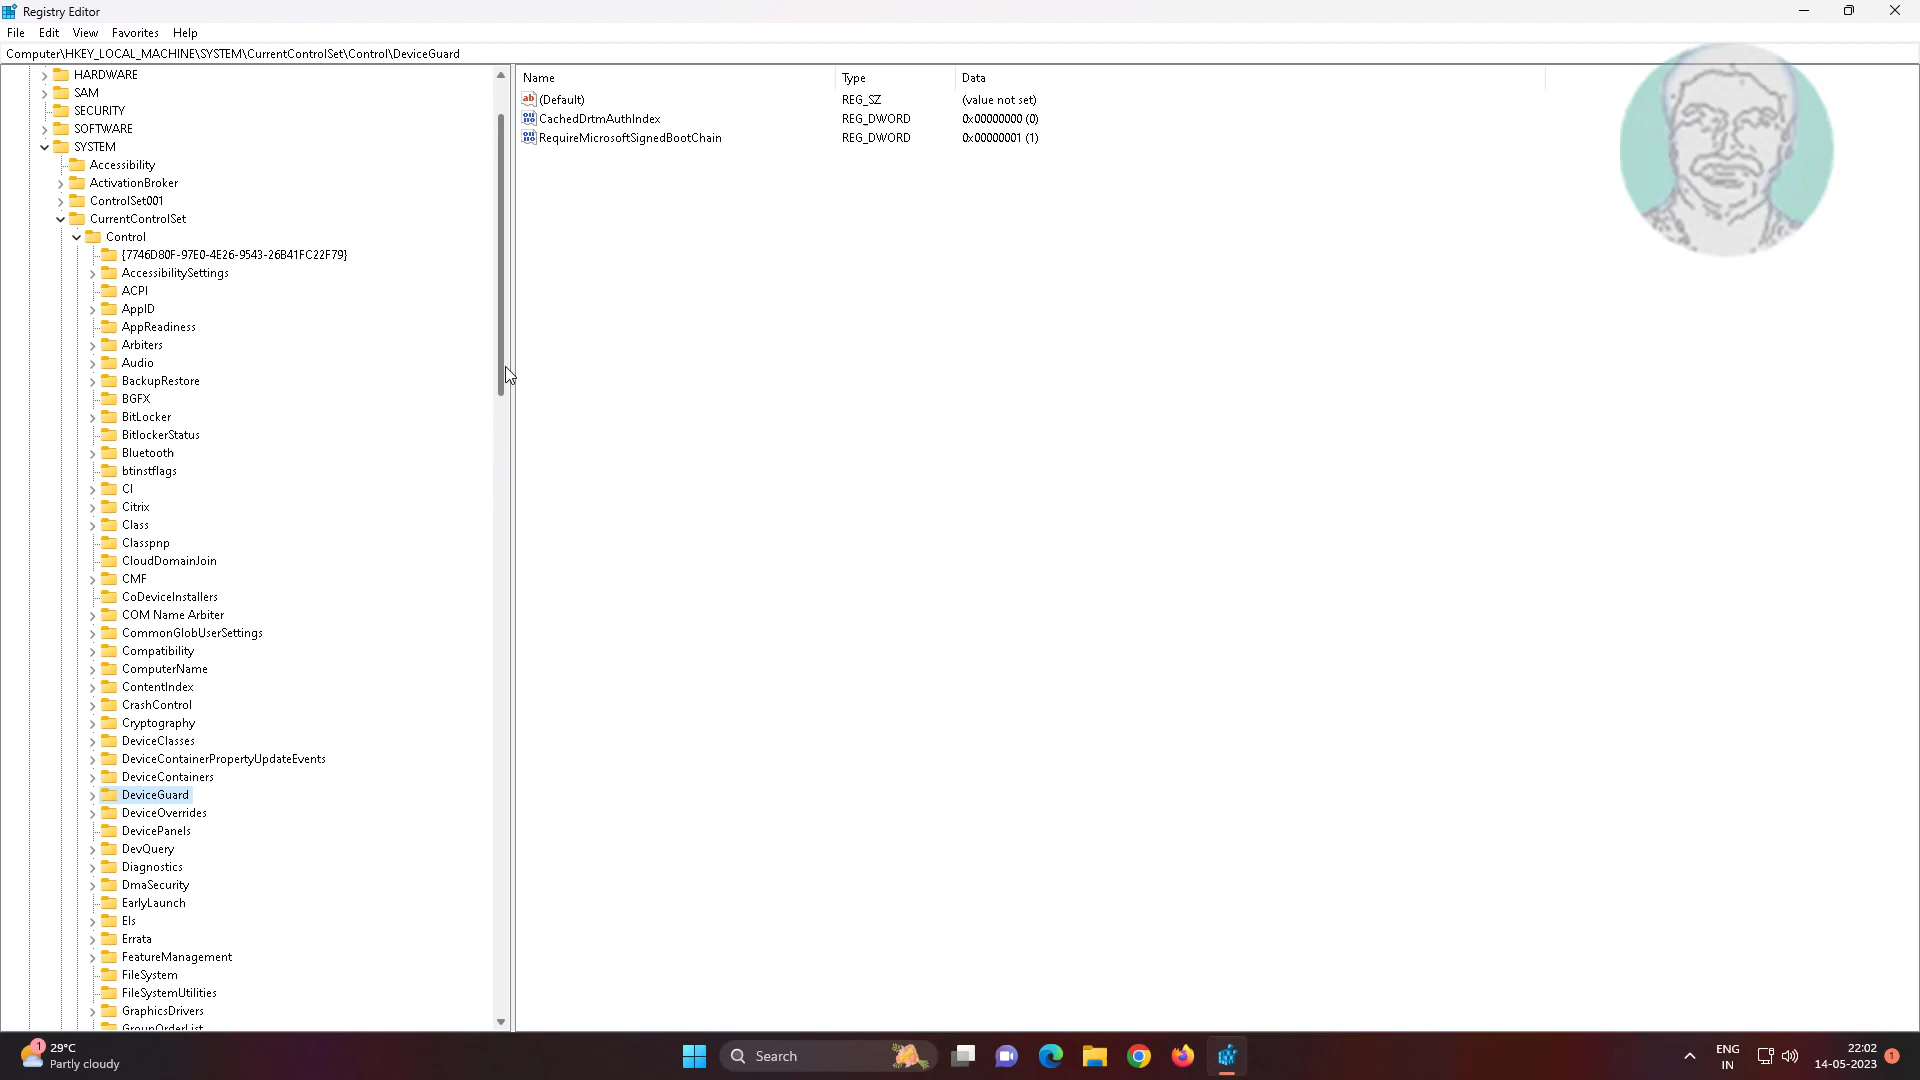 Registry Editor
File Edit View Favorites Help
Computer\HKEY_LOCAL_MACHINE\SYSTEM\CurrentControlSet\Control\DeviceGuard
HARDWARE
SAM
SECURITY
SOFTWARE
SYSTEM
Accessibility
ActivationBroker
ControlSet001
CurrentControlSet
Control
{7746D80F-97E0-4E26-9543-26B41FC22F79}
AccessibilitySettings
ACPI
AppID
AppReadiness
Arbiters
Audio
BackupRestore
BGFX
BitLocker
BitlockerStatus
Bluetooth
btinstflags
CI
Citrix
Class
Classpnp
CloudDomainJoin
CMF
CoDeviceInstallers
COM Name Arbiter
CommonGlobUserSettings
Compatibility
ComputerName
ContentIndex
CrashControl
Cryptography
DeviceClasses
DeviceContainerPropertyUpdateEvents
DeviceContainers
DeviceGuard
DeviceOverrides
DevicePanels
DevQuery
Diagnostics
DmaSecurity
EarlyLaunch
Els
Errata
FeatureManagement
FileSystem
FileSystemUtilities
GraphicsDrivers
GroupOrderList
Name Type Data
(Default) REG_SZ (value not set)
CachedDrtmAuthIndex REG_DWORD 0x00000000 (0)
RequireMicrosoftSignedBootChain REG_DWORD 0x00000001 (1)
1
29°C
Partly cloudy
Search
ENG
IN
22:02
14-05-2023
1